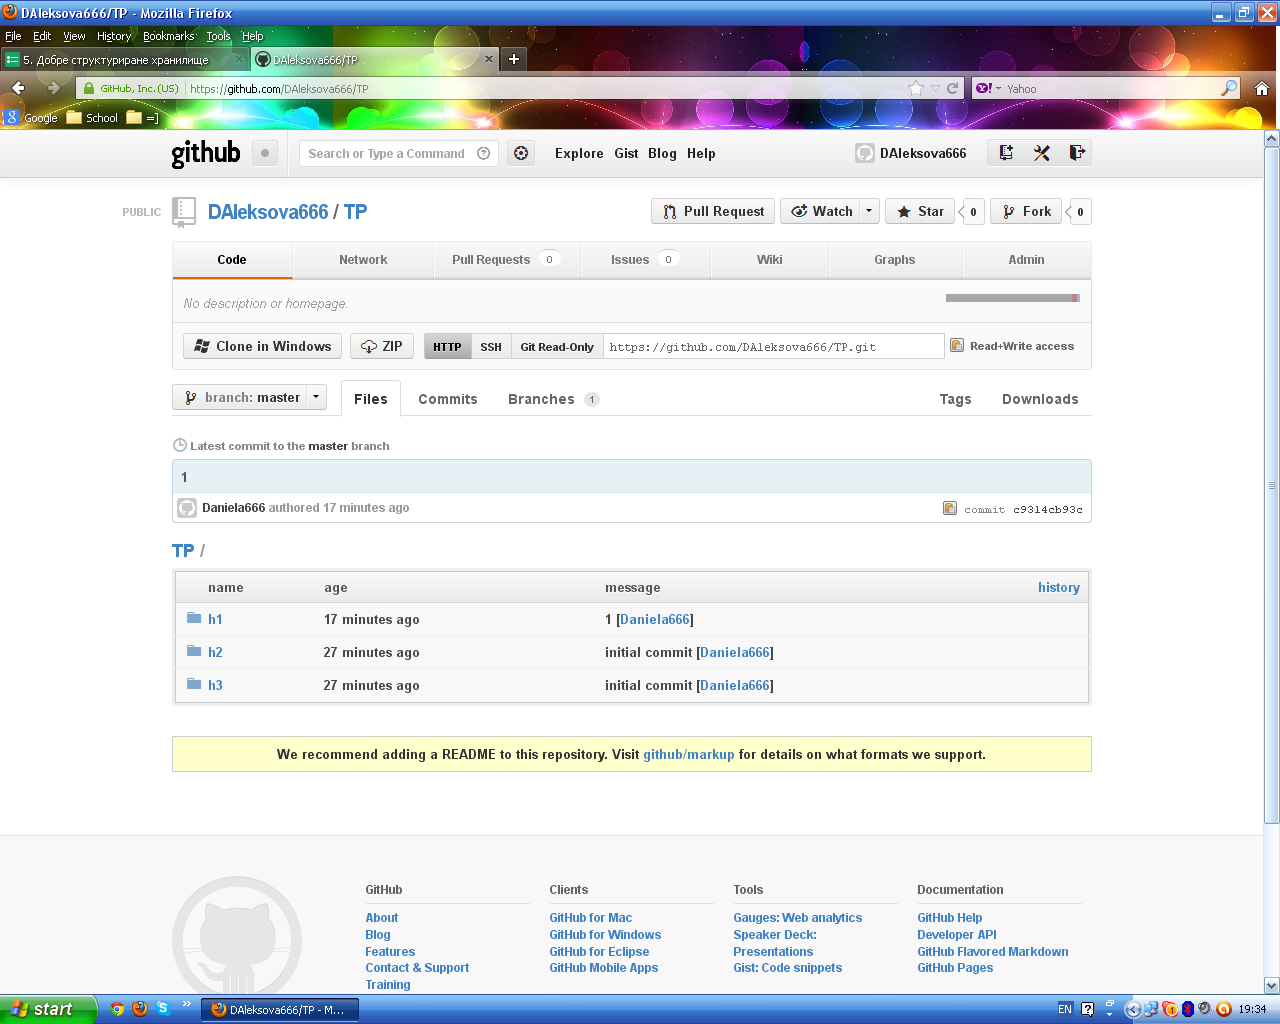 DAleksova666/TP - Mozilla Firefox
File Edit View History Bookmarks Tools Help
5. Добре структуриране хранилище
DAleksova666/TP
GitHub, Inc. (US) https://github.com/DAleksova666/TP
Yahoo
Google School =]
github
Search or Type a Command
Explore Gist Blog Help
DAleksova666
PUBLIC
DAleksova666 / TP
Pull Request
Watch
Star 0
Fork 0
Code Network Pull Requests 0 Issues 0 Wiki Graphs Admin
No description or homepage.
Clone in Windows ZIP HTTP SSH Git Read-Only https://github.com/DAleksova666/TP.git Read+Write access
branch: master Files Commits Branches 1 Tags Downloads
Latest commit to the master branch
1
Daniela666 authored 17 minutes ago commit c9314cb93c
TP /
name age message history
h1 17 minutes ago 1 [Daniela666]
h2 27 minutes ago initial commit [Daniela666]
h3 27 minutes ago initial commit [Daniela666]
We recommend adding a README to this repository. Visit github/markup for details on what formats we support.
GitHub
About
Blog
Features
Contact & Support
Training
Clients
GitHub for Mac
GitHub for Windows
GitHub for Eclipse
GitHub Mobile Apps
Tools
Gauges: Web analytics
Speaker Deck:
Presentations
Gist: Code snippets
Documentation
GitHub Help
Developer API
GitHub Flavored Markdown
GitHub Pages
start
DAleksova666/TP - M...
EN
19:34